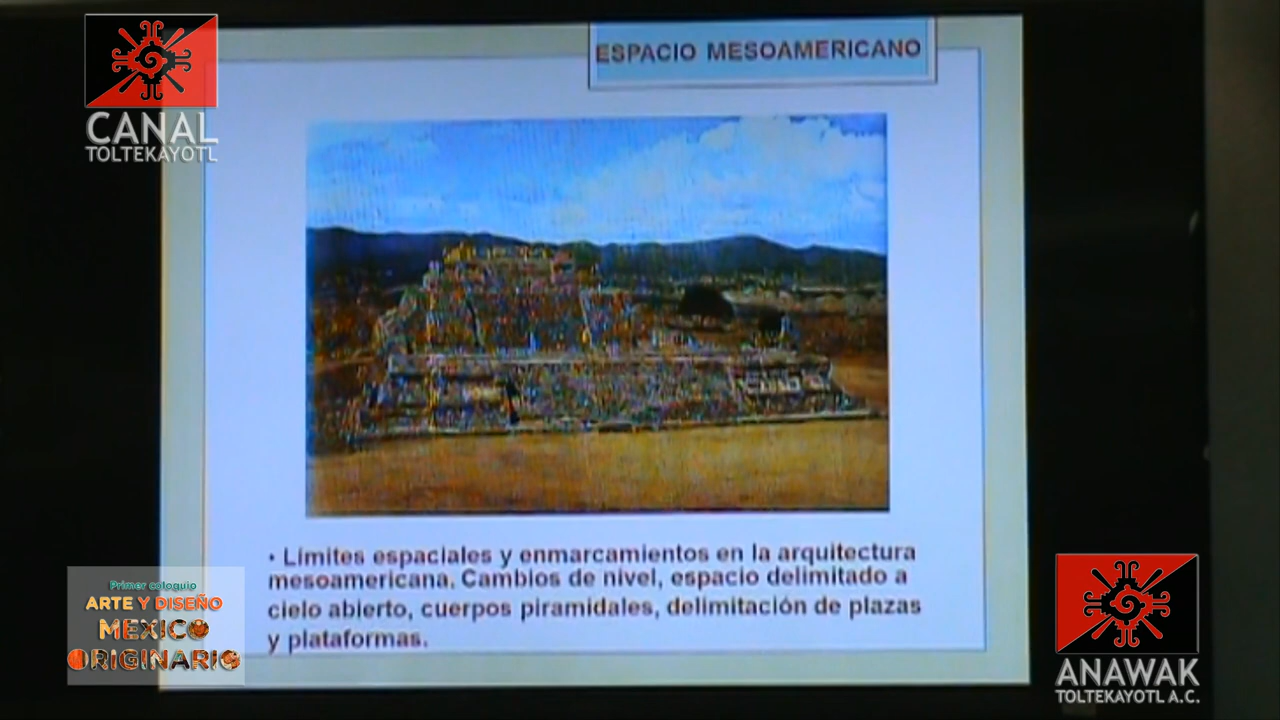 CANAL
TOLTEKAYOTL
ESPACIO MESOAMERICANO
• Límites espaciales y enmarcamientos en la arquitectura
mesoamericana. Cambios de nivel, espacio delimitado a
cielo abierto, cuerpos piramidales, delimitación de plazas
y plataformas.
Primer coloquio
ARTE Y DISEÑO
MEXICO
ORIGINARIO
ANAWAK
TOLTEKAYOTL A.C.